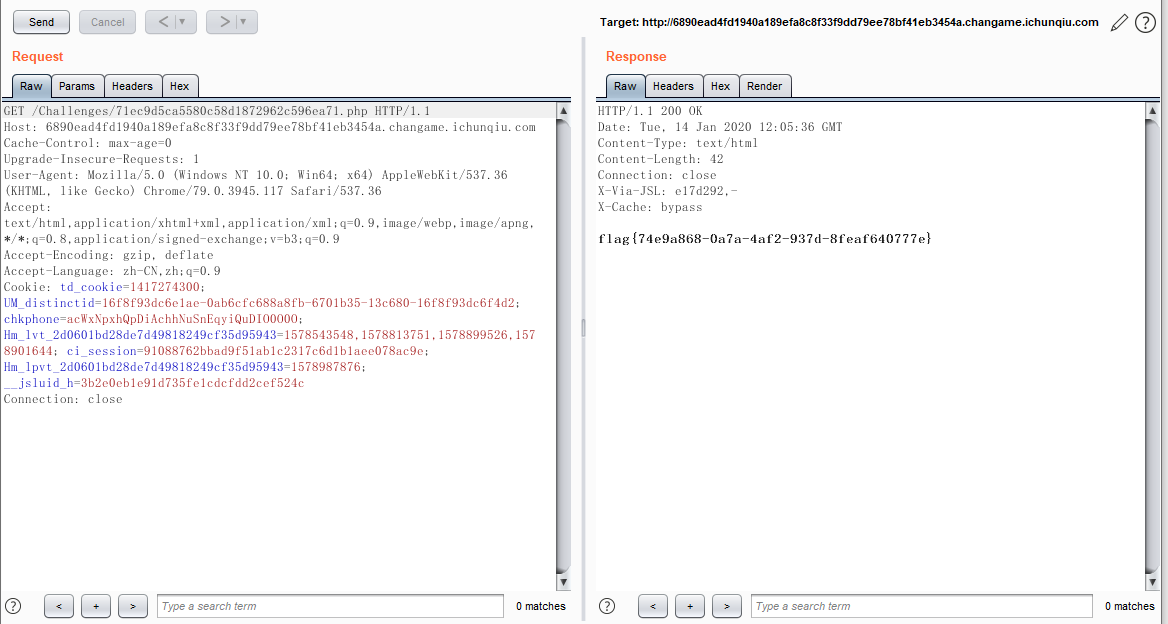 Send Cancel < | ▼ > | ▼ Target: http://6890ead4fd1940a189efa8c8f33f9dd79ee78bf41eb3454a.changame.ichunqiu.com ?
Request
Raw Params Headers Hex
GET /Challenges/71ec9d5ca5580c58d1872962c596ea71.php HTTP/1.1
Host: 6890ead4fd1940a189efa8c8f33f9dd79ee78bf41eb3454a.changame.ichunqiu.com
Cache-Control: max-age=0
Upgrade-Insecure-Requests: 1
User-Agent: Mozilla/5.0 (Windows NT 10.0; Win64; x64) AppleWebKit/537.36
(KHTML, like Gecko) Chrome/79.0.3945.117 Safari/537.36
Accept:
text/html,application/xhtml+xml,application/xml;q=0.9,image/webp,image/apng,
*/*;q=0.8,application/signed-exchange;v=b3;q=0.9
Accept-Encoding: gzip, deflate
Accept-Language: zh-CN,zh;q=0.9
Cookie: td_cookie=1417274300;
UM_distinctid=16f8f93dc6e1ae-0ab6cfc688a8fb-6701b35-13c680-16f8f93dc6f4d2;
chkphone=acWxNpxhQpDiAchhNuSnEqyiQuDIO0O0O;
Hm_lvt_2d0601bd28de7d49818249cf35d95943=1578543548,1578813751,1578899526,157
8901644; ci_session=91088762bbad9f51ab1c2317c6d1b1aee078ac9e;
Hm_lpvt_2d0601bd28de7d49818249cf35d95943=1578987876;
__jsluid_h=3b2e0eb1e91d735fe1cdcfdd2cef524c
Connection: close
? < + > Type a search term 0 matches
Response
Raw Headers Hex Render
HTTP/1.1 200 OK
Date: Tue, 14 Jan 2020 12:05:36 GMT
Content-Type: text/html
Content-Length: 42
Connection: close
X-Via-JSL: e17d292,-
X-Cache: bypass
flag{74e9a868-0a7a-4af2-937d-8feaf640777e}
? < + > Type a search term 0 matches